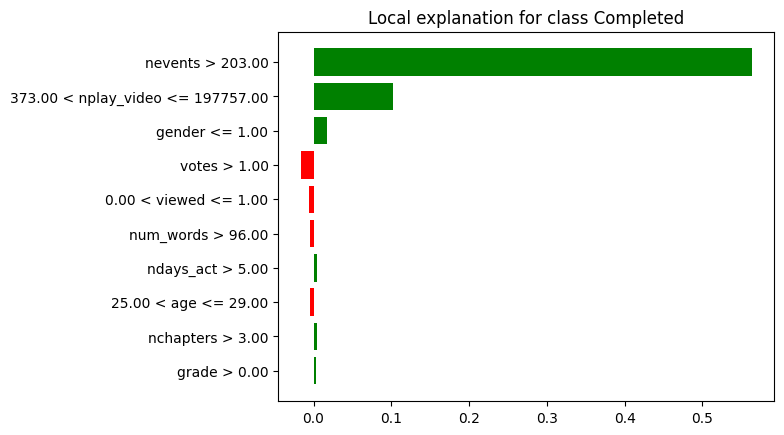 Local explanation for class Completed
nevents > 203.00
373.00 < nplay_video <= 197757.00
gender <= 1.00
votes > 1.00
0.00 < viewed <= 1.00
num_words > 96.00
ndays_act > 5.00
25.00 < age <= 29.00
nchapters > 3.00
grade > 0.00
0.0 0.1 0.2 0.3 0.4 0.5